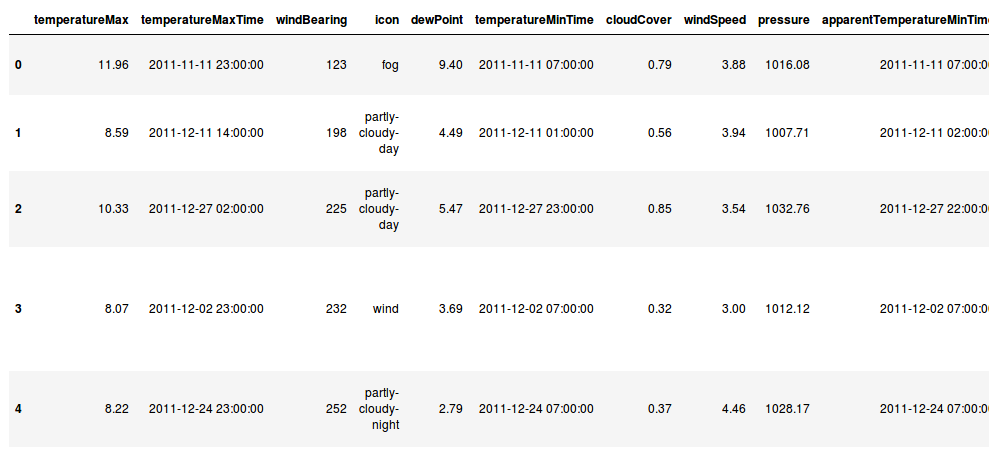 temperatureMax temperatureMaxTime windBearing icon dewPoint temperatureMinTime cloudCover windSpeed pressure apparentTemperatureMinTime
0 11.96 2011-11-11 23:00:00 123 fog 9.40 2011-11-11 07:00:00 0.79 3.88 1016.08 2011-11-11 07:00:0
partly-
1 8.59 2011-12-11 14:00:00 198 cloudy- 4.49 2011-12-11 01:00:00 0.56 3.94 1007.71 2011-12-11 02:00:0
day
partly-
2 10.33 2011-12-27 02:00:00 225 cloudy- 5.47 2011-12-27 23:00:00 0.85 3.54 1032.76 2011-12-27 22:00:0
day
3 8.07 2011-12-02 23:00:00 232 wind 3.69 2011-12-02 07:00:00 0.32 3.00 1012.12 2011-12-02 07:00:0
partly-
4 8.22 2011-12-24 23:00:00 252 cloudy- 2.79 2011-12-24 07:00:00 0.37 4.46 1028.17 2011-12-24 07:00:0
night